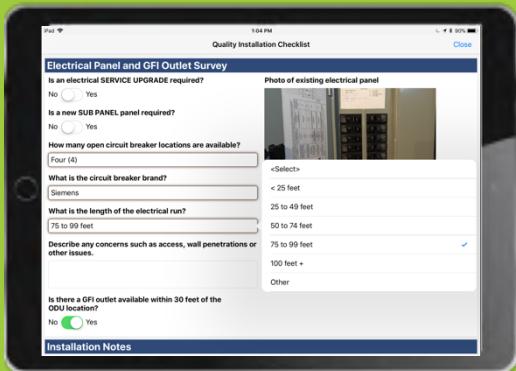 iPad
1:04 PM
90%
Quality Installation Checklist
Close
Electrical Panel and GFI Outlet Survey
Is an electrical SERVICE UPGRADE required?
No Yes
Is a new SUB PANEL panel required?
No Yes
How many open circuit breaker locations are available?
Four (4)
What is the circuit breaker brand?
Siemens
What is the length of the electrical run?
75 to 99 feet
Describe any concerns such as access, wall penetrations or
other issues.
Is there a GFI outlet available within 30 feet of the
ODU location?
No Yes
Photo of existing electrical panel
<Select>
< 25 feet
25 to 49 feet
50 to 74 feet
75 to 99 feet
100 feet +
Other
Installation Notes